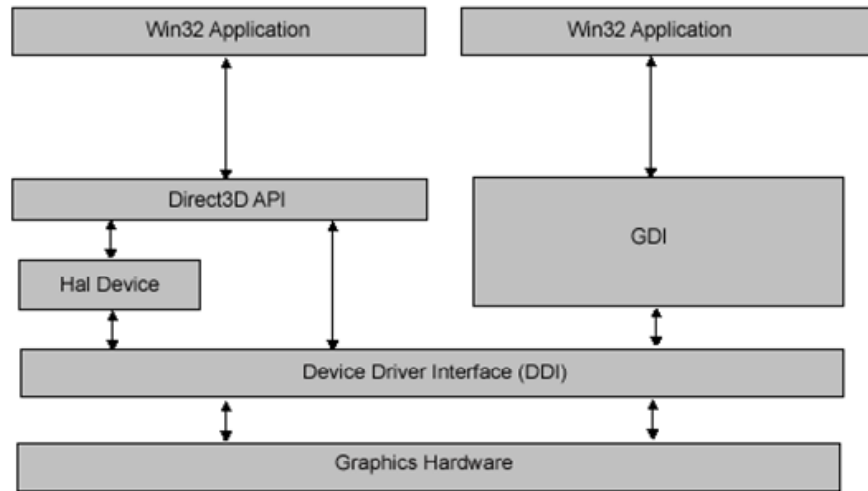 Win32 Application
Win32 Application
Direct3D API
GDI
Hal Device
Device Driver Interface (DDI)
Graphics Hardware